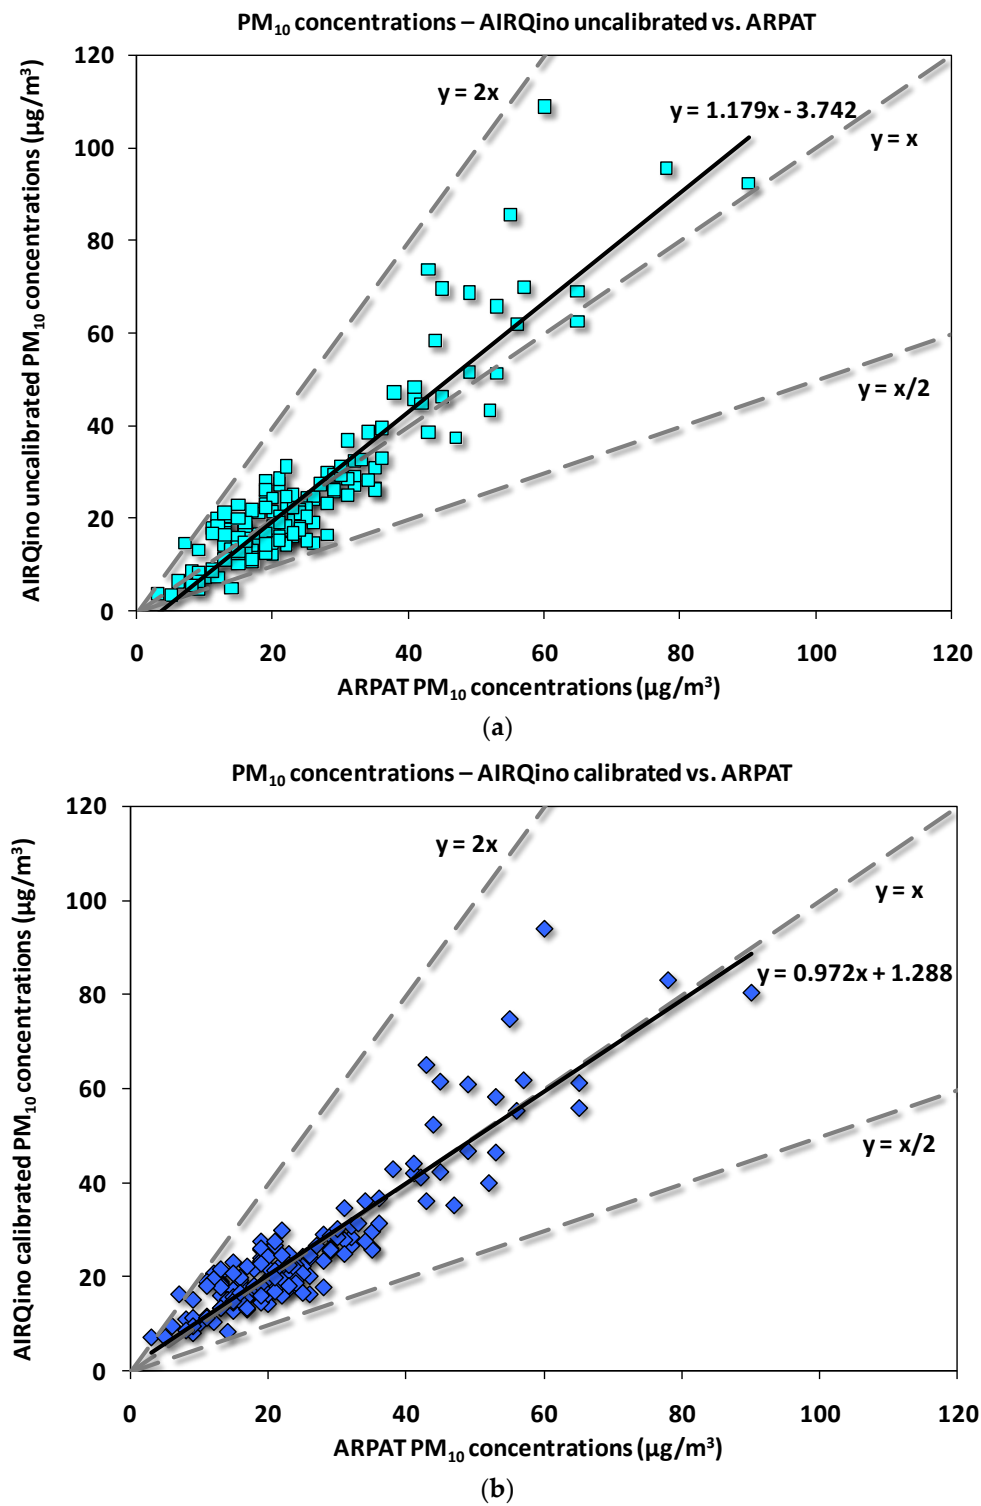 PM₁₀ concentrations – AIRQino uncalibrated vs. ARPAT
AIRQino uncalibrated PM₁₀ concentrations (µg/m³)
120
100
80
60
40
20
0
y = 2x
y = 1.179x - 3.742
y = x
y = x/2
0 20 40 60 80 100 120
ARPAT PM₁₀ concentrations (µg/m³)
(a)
PM₁₀ concentrations – AIRQino calibrated vs. ARPAT
AIRQino calibrated PM₁₀ concentrations (µg/m³)
120
100
80
60
40
20
0
y = 2x
y = x
y = 0.972x + 1.288
y = x/2
0 20 40 60 80 100 120
ARPAT PM₁₀ concentrations (µg/m³)
(b)